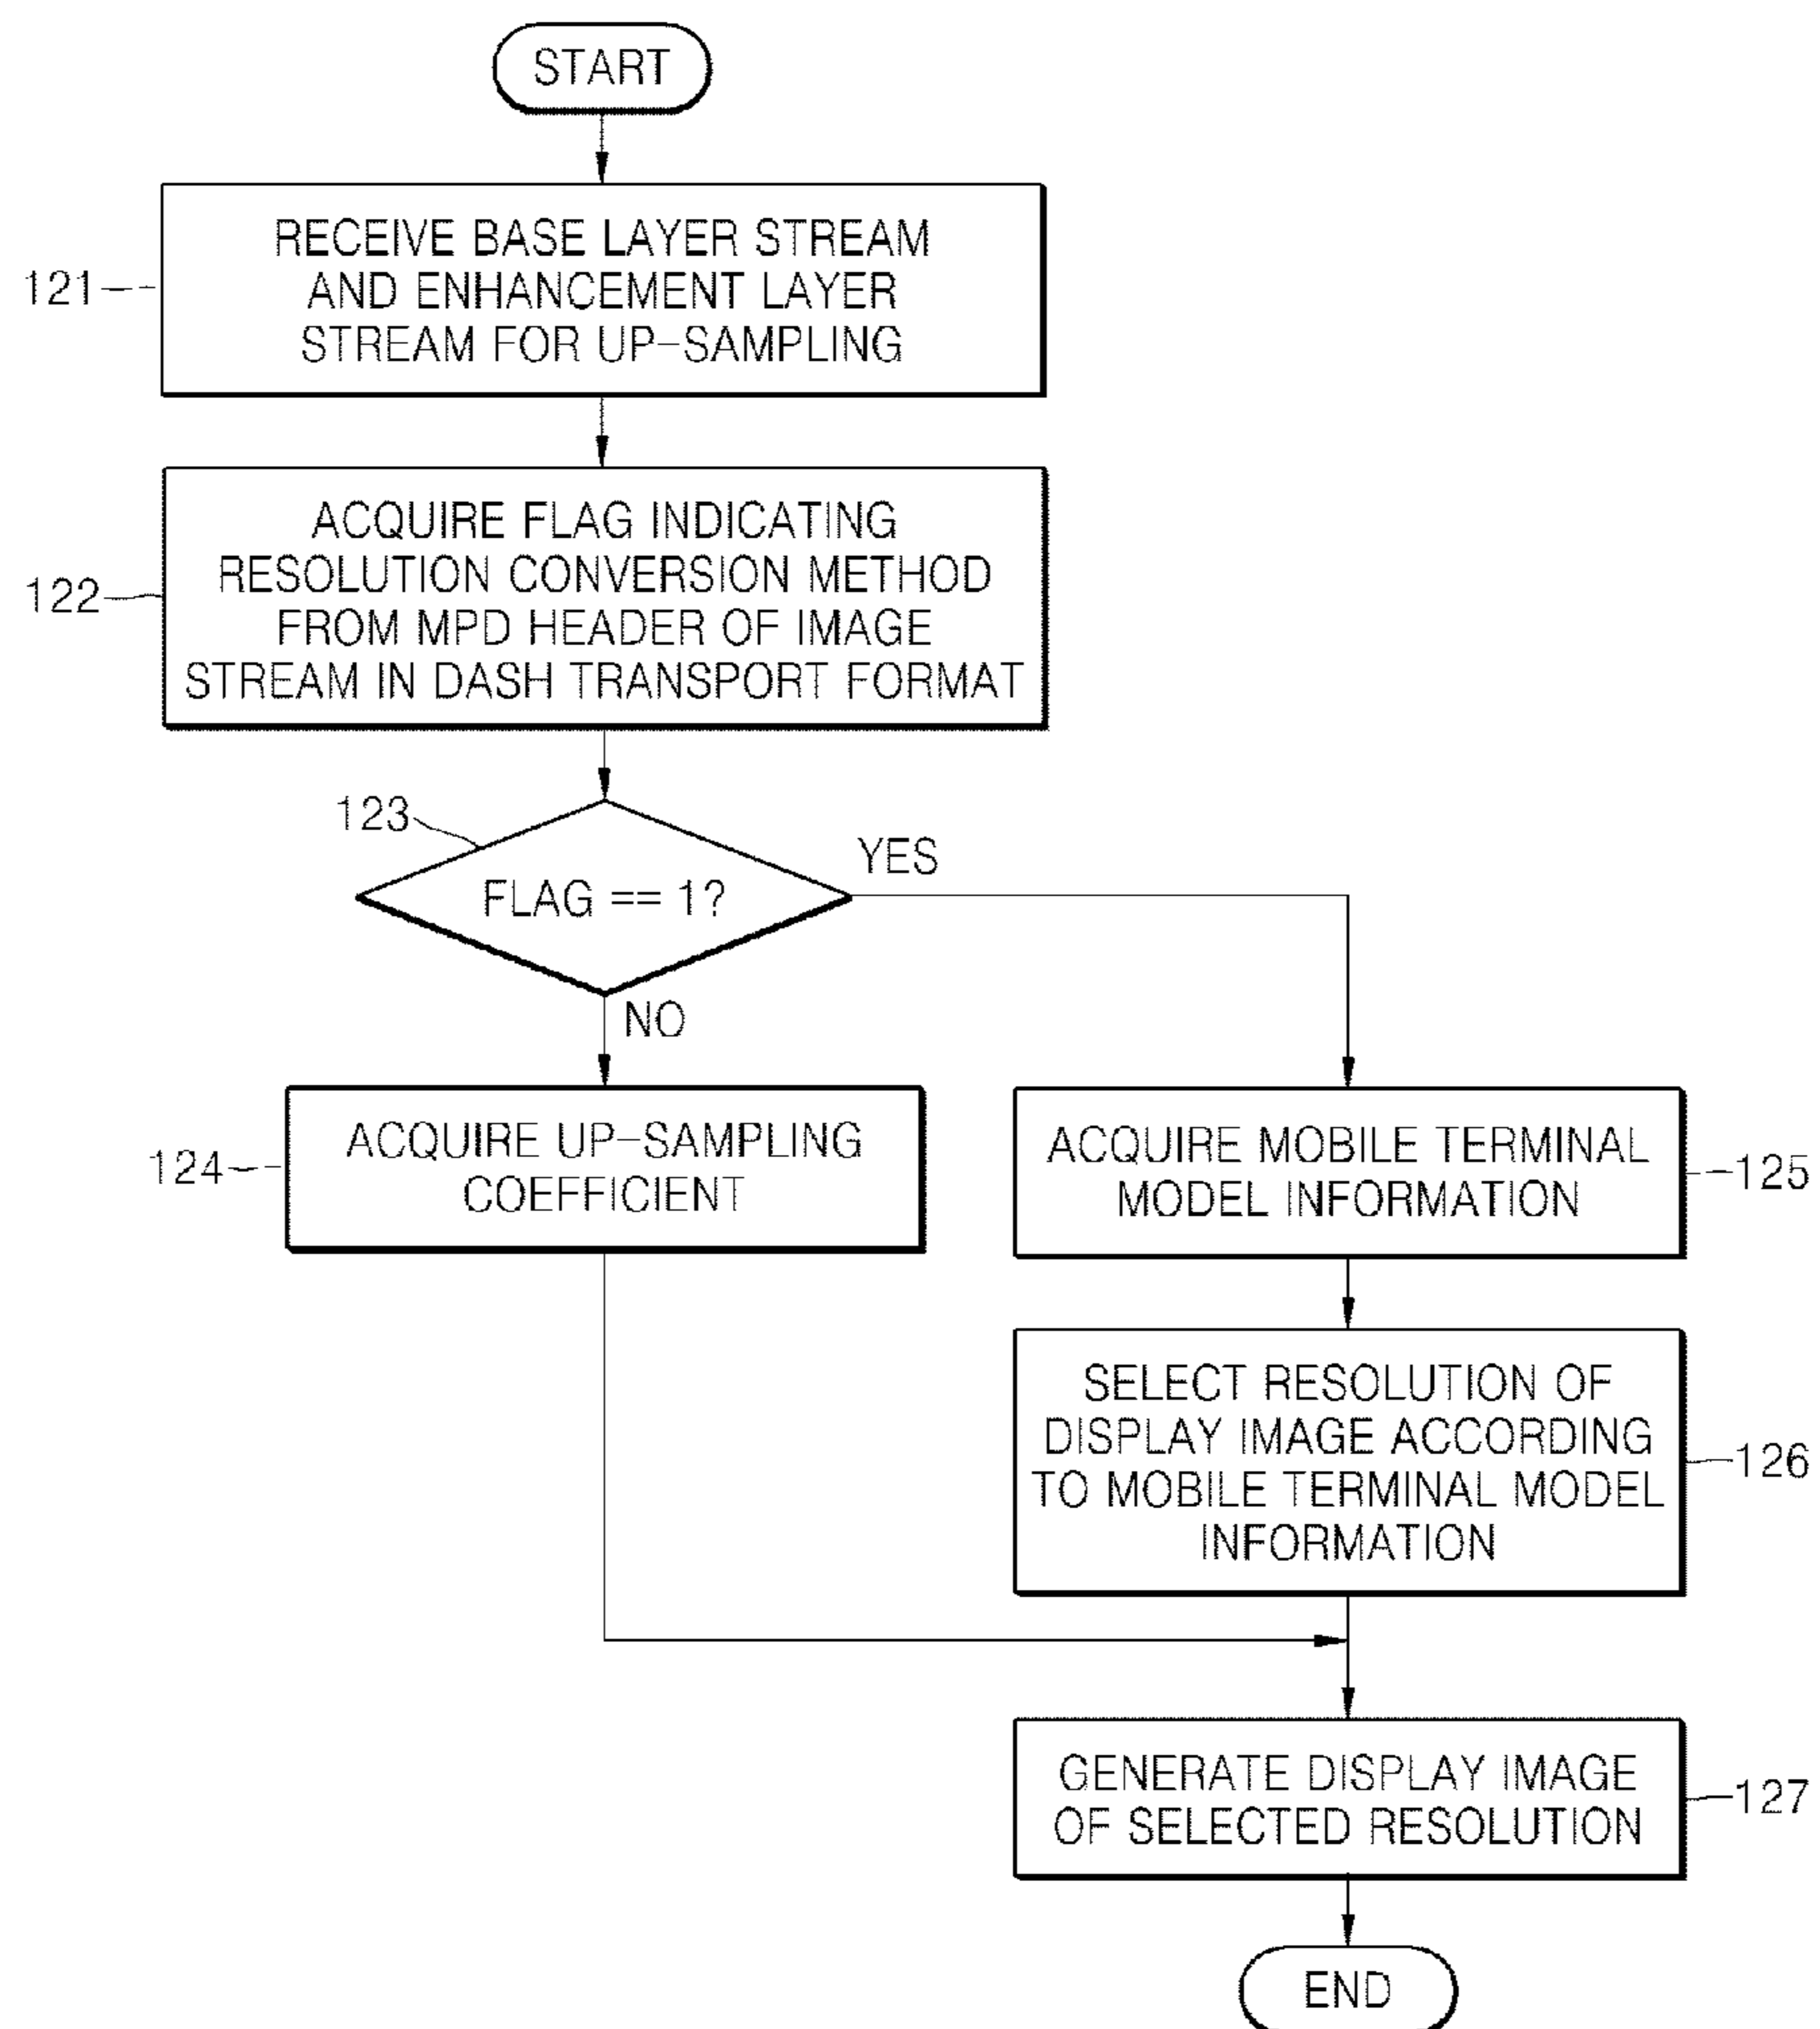 START
RECEIVE BASE LAYER STREAM
AND ENHANCEMENT LAYER
STREAM FOR UP-SAMPLING
121
ACQUIRE FLAG INDICATING
RESOLUTION CONVERSION METHOD
FROM MPD HEADER OF IMAGE
STREAM IN DASH TRANSPORT FORMAT
122
123
FLAG == 1?
YES
NO
124
ACQUIRE UP-SAMPLING
COEFFICIENT
ACQUIRE MOBILE TERMINAL
MODEL INFORMATION
125
SELECT RESOLUTION OF
DISPLAY IMAGE ACCORDING
TO MOBILE TERMINAL MODEL
INFORMATION
126
GENERATE DISPLAY IMAGE
OF SELECTED RESOLUTION
127
END